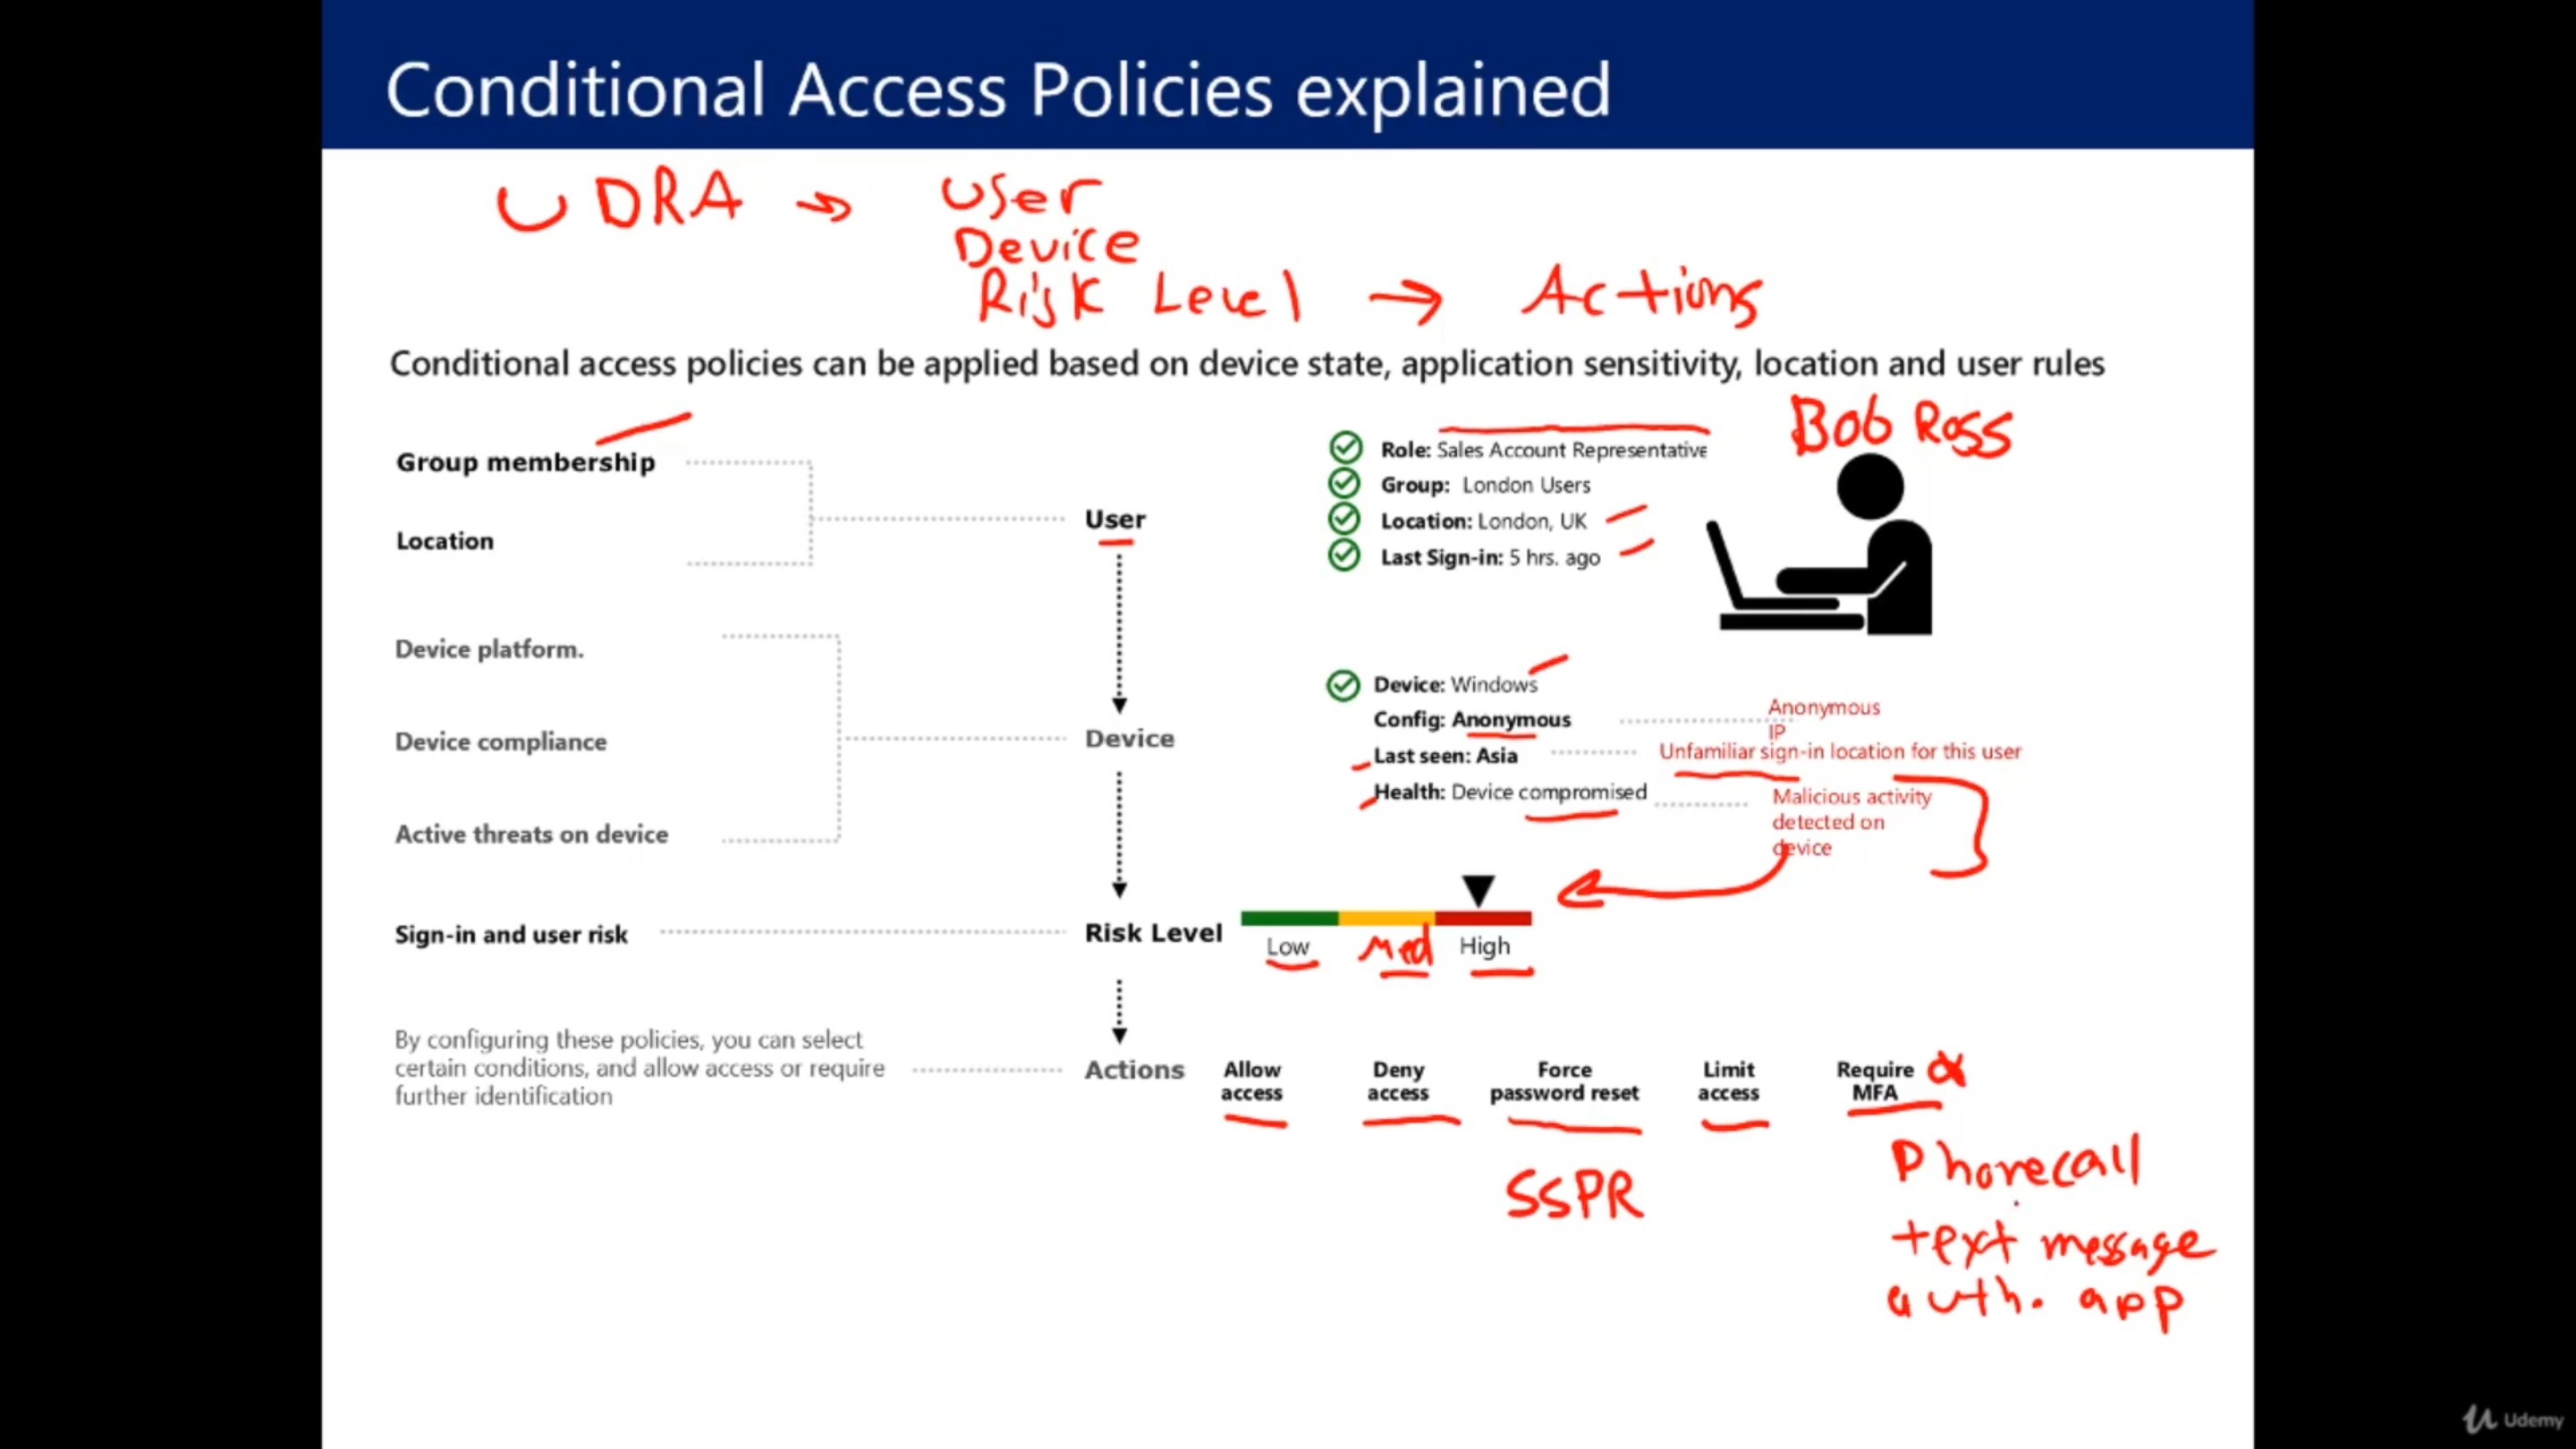 Conditional Access Policies explained
UDRA → User
Device
Risk Level → Actions
Conditional access policies can be applied based on device state, application sensitivity, location and user rules
Bob Ross
Group membership
Location
User
Role: Sales Account Representative
Group: London Users
Location: London, UK
Last Sign-in: 5 hrs. ago
Device platform.
Device compliance
Active threats on device
Device
Device: Windows
Config: Anonymous
Anonymous
IP
Last seen: Asia
Unfamiliar sign-in location for this user
Health: Device compromised
Malicious activity
detected on
device
Sign-in and user risk
Risk Level
Low
Med
High
By configuring these policies, you can select
certain conditions, and allow access or require
further identification
Actions
Allow
access
Deny
access
Force
password reset
Limit
access
Require
MFA
SSPR
Phonecall
text message
auth. app
Udemy